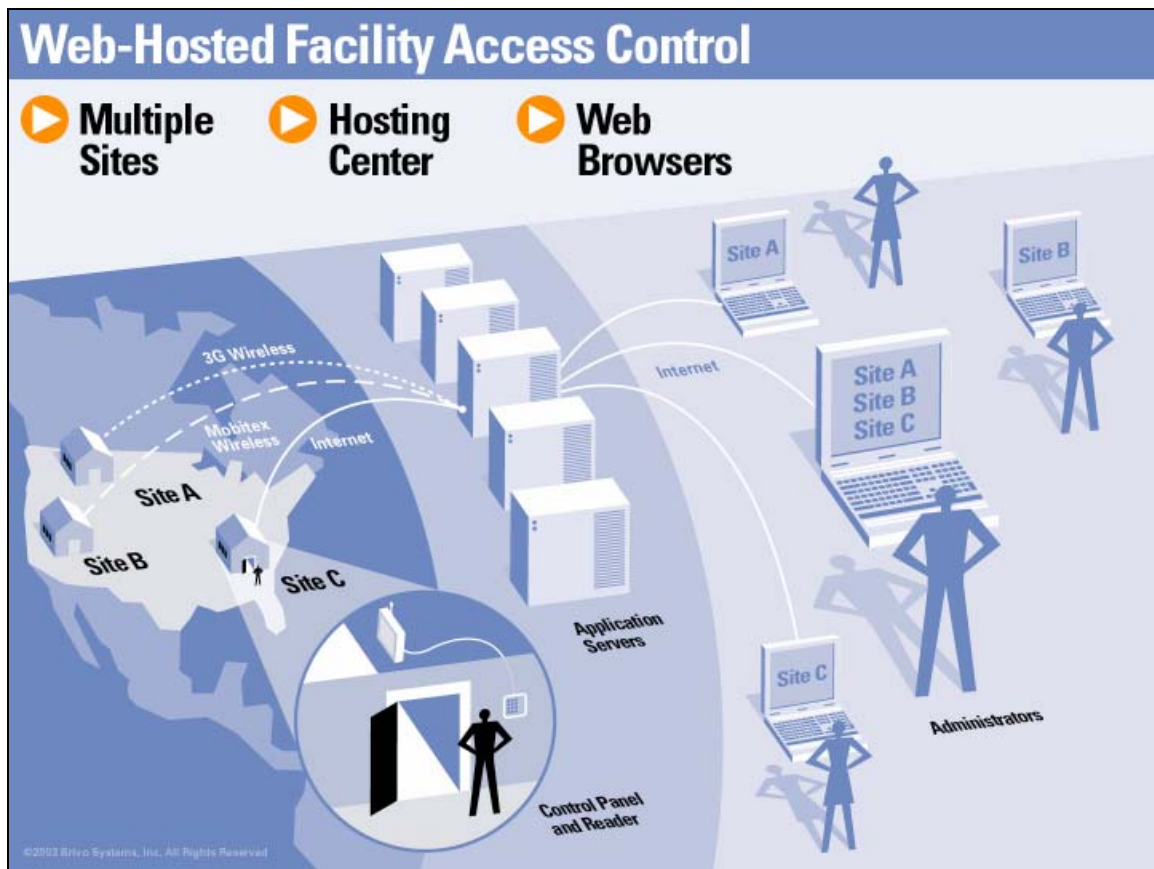 Web-Hosted Facility Access Control
Multiple
Sites
Hosting
Center
Web
Browsers
Site A
Site B
3G Wireless
Internet
Site A
Site B
Site C
Mobitex
Wireless
Internet
Site A
Site B
Site C
Application
Servers
Site C
Administrators
Control Panel
and Reader
©2003 Brivo Systems, Inc. All Rights Reserved